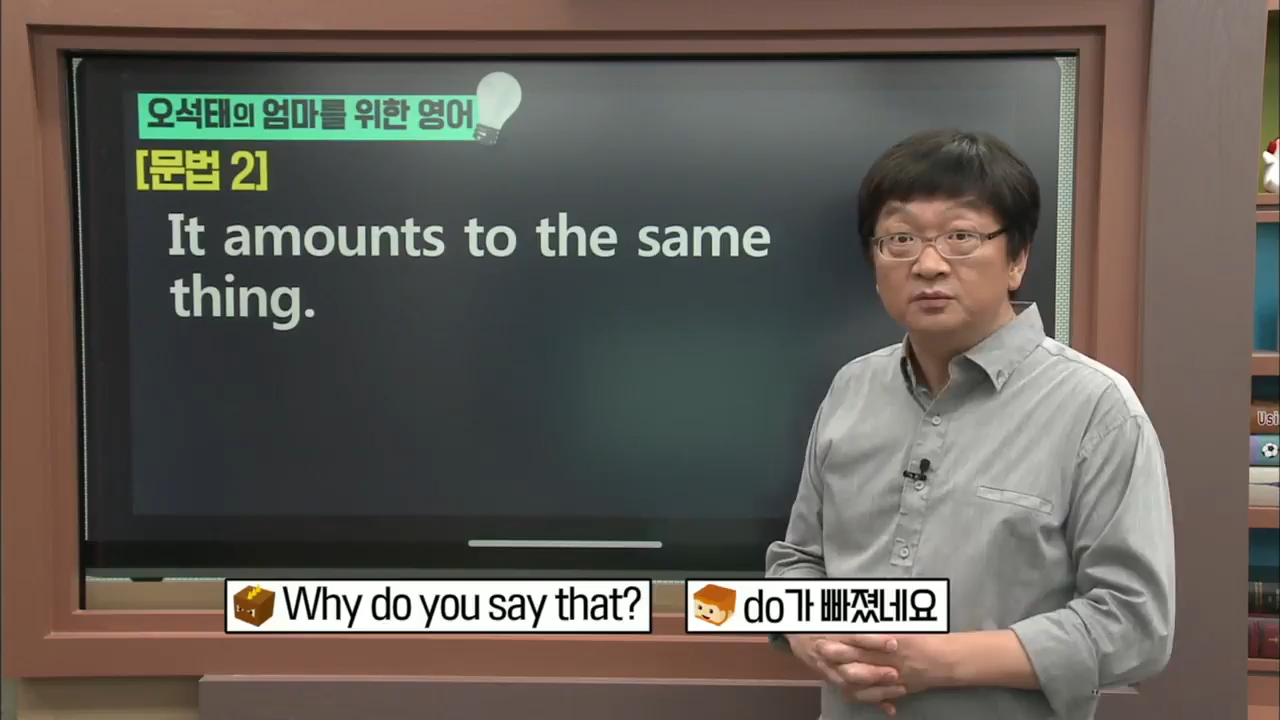 오석태의 엄마를 위한 영어
[문법 2]
It amounts to the same
thing.
Usi
Why do you say that?
do가 빠졌네요